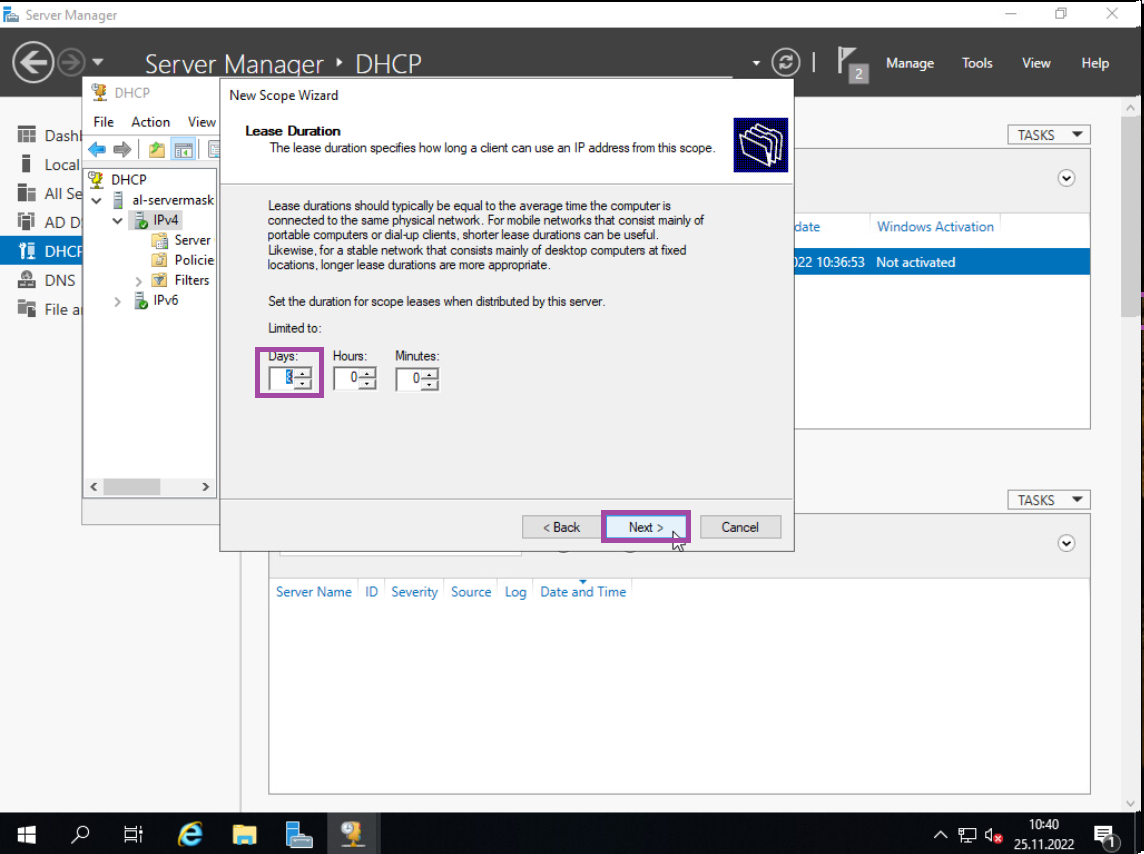 Server Manager
Server Manager ‣ DHCP
2
Manage
Tools
View
Help
DHCP
File
Action
View
DHCP
al-servermask
IPv4
Server
Policie
Filters
IPv6
Dashb
Local
All Se
AD D
DHCP
DNS
File a
New Scope Wizard
Lease Duration
The lease duration specifies how long a client can use an IP address from this scope.
Lease durations should typically be equal to the average time the computer is
connected to the same physical network. For mobile networks that consist mainly of
portable computers or dial-up clients, shorter lease durations can be useful.
Likewise, for a stable network that consists mainly of desktop computers at fixed
locations, longer lease durations are more appropriate.
Set the duration for scope leases when distributed by this server.
Limited to:
Days:
Hours:
Minutes:
8
0
0
< Back
Next >
Cancel
TASKS
date
Windows Activation
022 10:36:53
Not activated
TASKS
Server Name
ID
Severity
Source
Log
Date and Time
10:40
25.11.2022
1